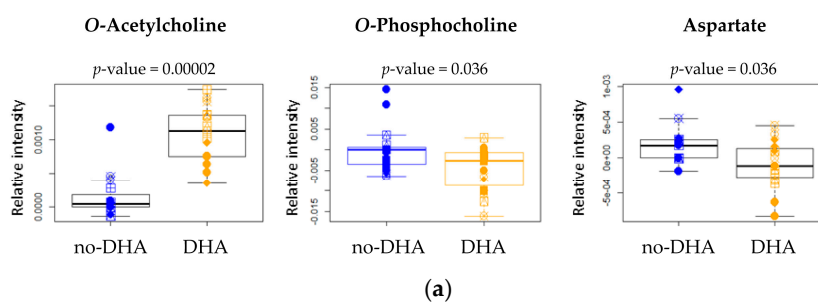 O-Acetylcholine O-Phosphocholine Aspartate
p-value = 0.00002 p-value = 0.036 p-value = 0.036
Relative intensity
0.0010
0.0000
no-DHA DHA
Relative intensity
0.015
0.005
-0.005
-0.015
no-DHA DHA
Relative intensity
1e-03
5e-04
0e+00
-5e-04
no-DHA DHA
(a)